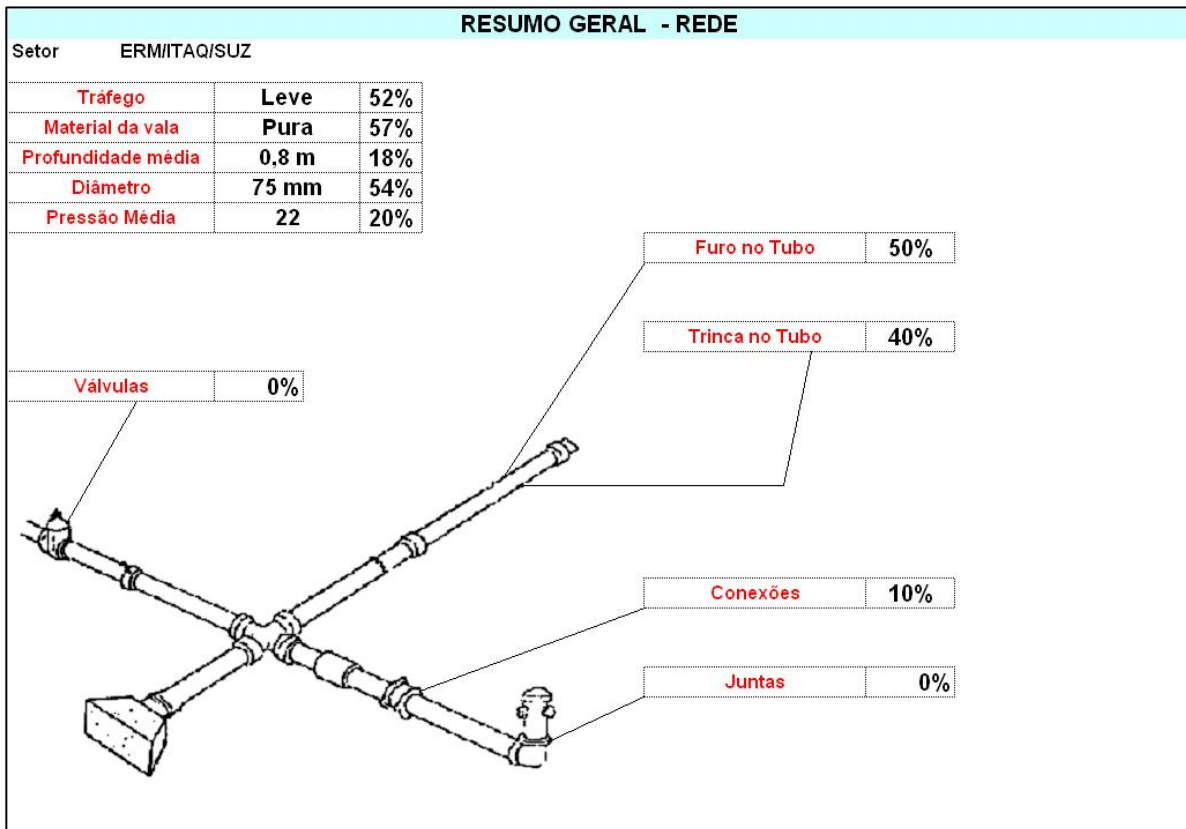 RESUMO GERAL - REDE
Setor ERM/ITAQ/SUZ
Tráfego Leve 52%
Material da vala Pura 57%
Profundidade média 0,8 m 18%
Diâmetro 75 mm 54%
Pressão Média 22 20%
Furo no Tubo 50%
Trinca no Tubo 40%
Válvulas 0%
Conexões 10%
Juntas 0%